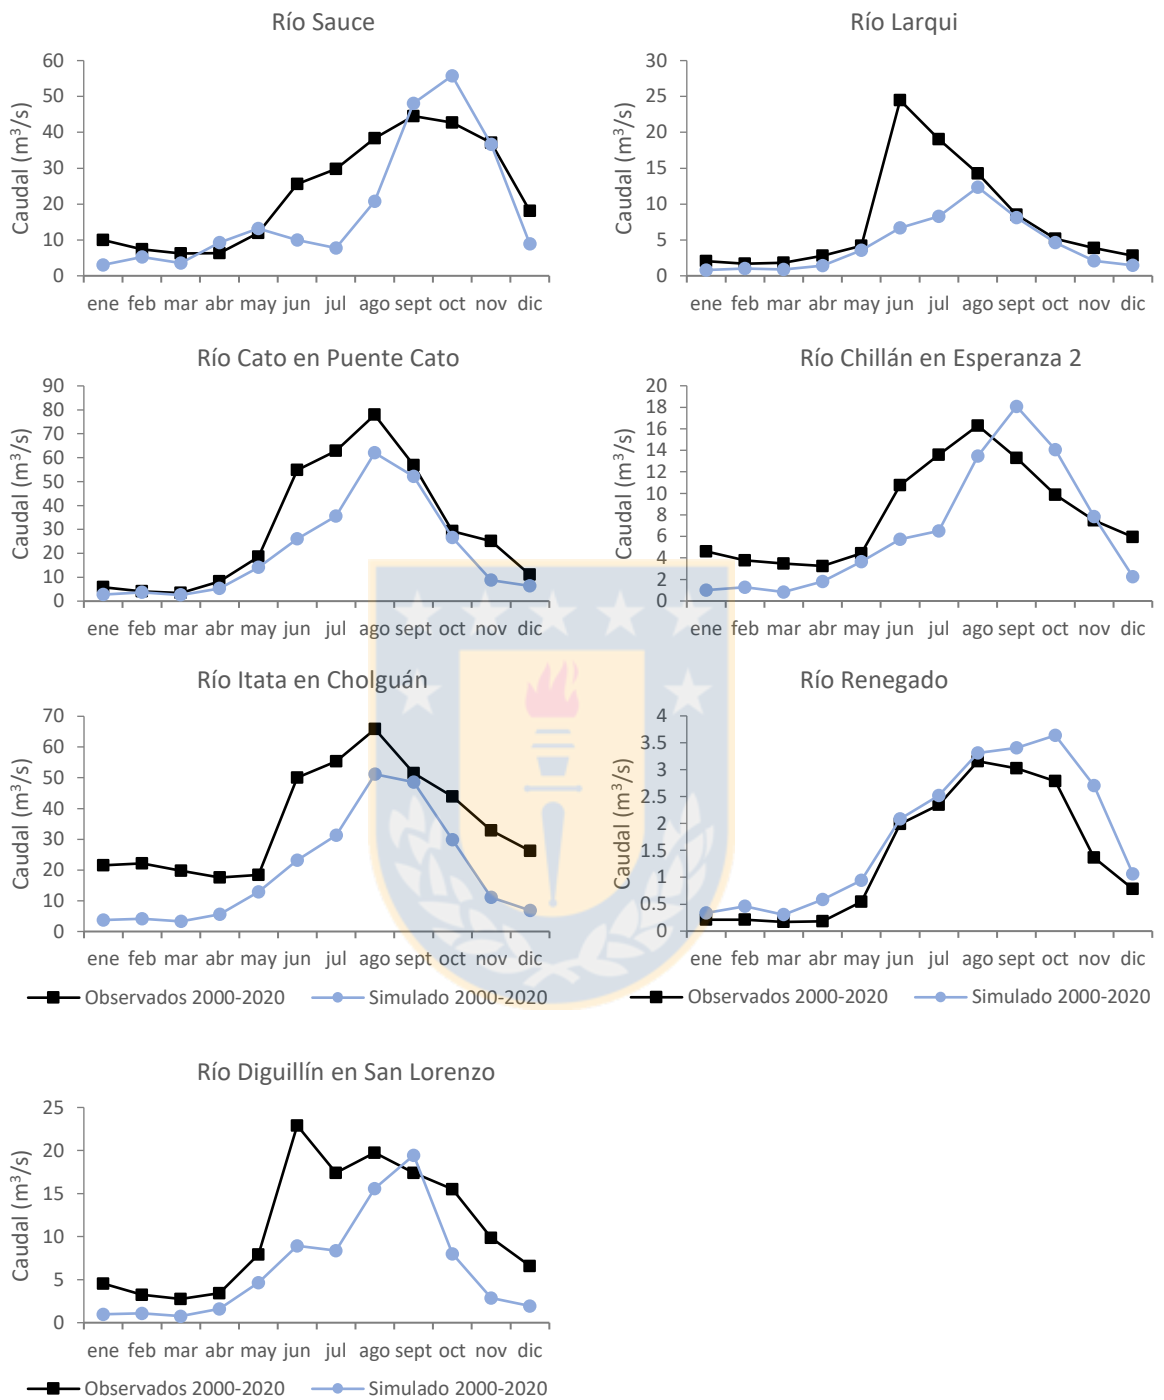 Río Sauce
Caudal (m³/s)
60
50
40
30
20
10
0
ene feb mar abr may jun jul ago sept oct nov dic
Río Larqui
Caudal (m³/s)
30
25
20
15
10
5
0
ene feb mar abr may jun jul ago sept oct nov dic
Río Cato en Puente Cato
Caudal (m³/s)
90
80
70
60
50
40
30
20
10
0
ene feb mar abr may jun jul ago sept oct nov dic
Río Chillán en Esperanza 2
Caudal (m³/s)
20
18
16
14
12
10
8
6
4
2
0
ene feb mar abr may jun jul ago sept oct nov dic
Río Itata en Cholguán
Caudal (m³/s)
70
60
50
40
30
20
10
0
ene feb mar abr may jun jul ago sept oct nov dic
Observados 2000-2020 Simulado 2000-2020
Río Renegado
Caudal (m³/s)
4
3.5
3
2.5
2
1.5
1
0.5
0
ene feb mar abr may jun jul ago sept oct nov dic
Observados 2000-2020 Simulado 2000-2020
Río Diguillín en San Lorenzo
Caudal (m³/s)
25
20
15
10
5
0
ene feb mar abr may jun jul ago sept oct nov dic
Observados 2000-2020 Simulado 2000-2020